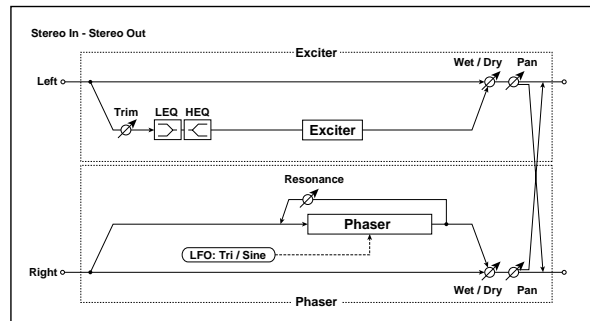 Stereo In - Stereo Out
Exciter
Wet / Dry Pan
Left
Trim LEQ HEQ
Exciter
Resonance
Phaser
LFO: Tri / Sine
Right
Wet / Dry Pan
Phaser